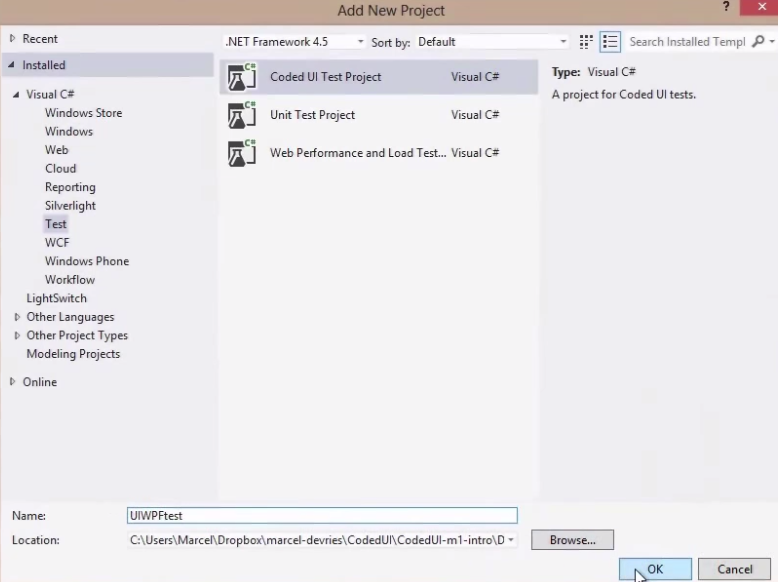 Add New Project
?
Recent
.NET Framework 4.5
Sort by:
Default
Search Installed Templ
Installed
Visual C#
Windows Store
Windows
Web
Cloud
Reporting
Silverlight
Test
WCF
Windows Phone
Workflow
LightSwitch
Other Languages
Other Project Types
Modeling Projects
Online
C#
Coded UI Test Project Visual C#
C#
Unit Test Project Visual C#
C#
Web Performance and Load Test... Visual C#
Type: Visual C#
A project for Coded UI tests.
Name: UIWPFtest
Location: C:\Users\Marcel\Dropbox\marcel-devries\CodedUI\CodedUI-m1-intro\D
Browse...
OK Cancel